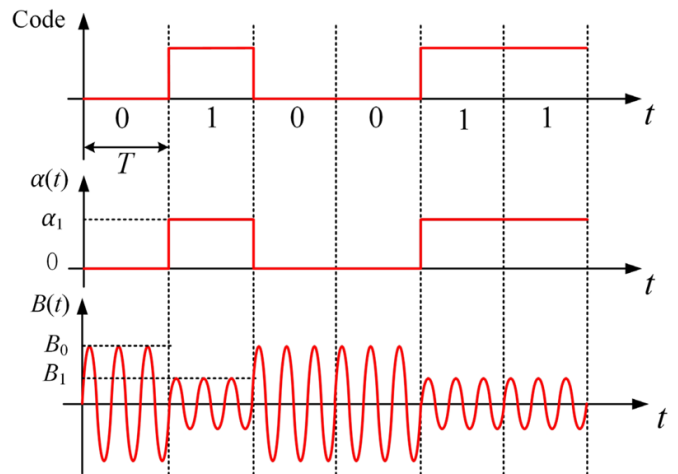 Code
0 1 0 0 1 1 t
T
α(t)
α₁
0
t
B(t)
B₀
B₁
t